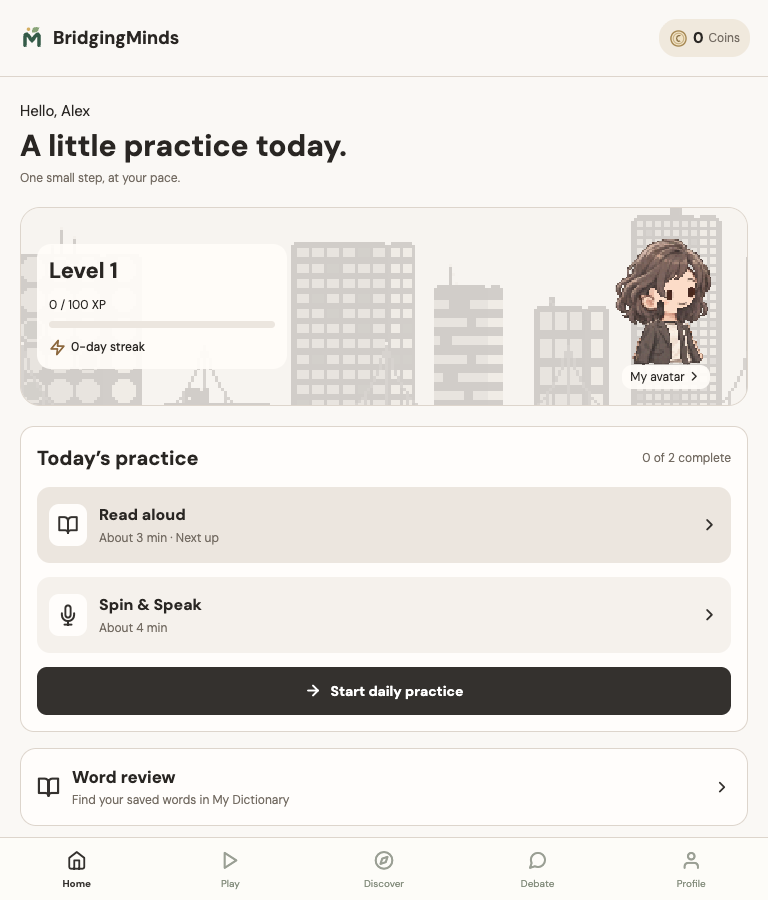 BridgingMinds
0 Coins
Hello, Alex
A little practice today.
One small step, at your pace.
Level 1
0 / 100 XP
0-day streak
My avatar
Today's practice
0 of 2 complete
Read aloud
About 3 min · Next up
Spin & Speak
About 4 min
Start daily practice
Word review
Find your saved words in My Dictionary
Home
Play
Discover
Debate
Profile